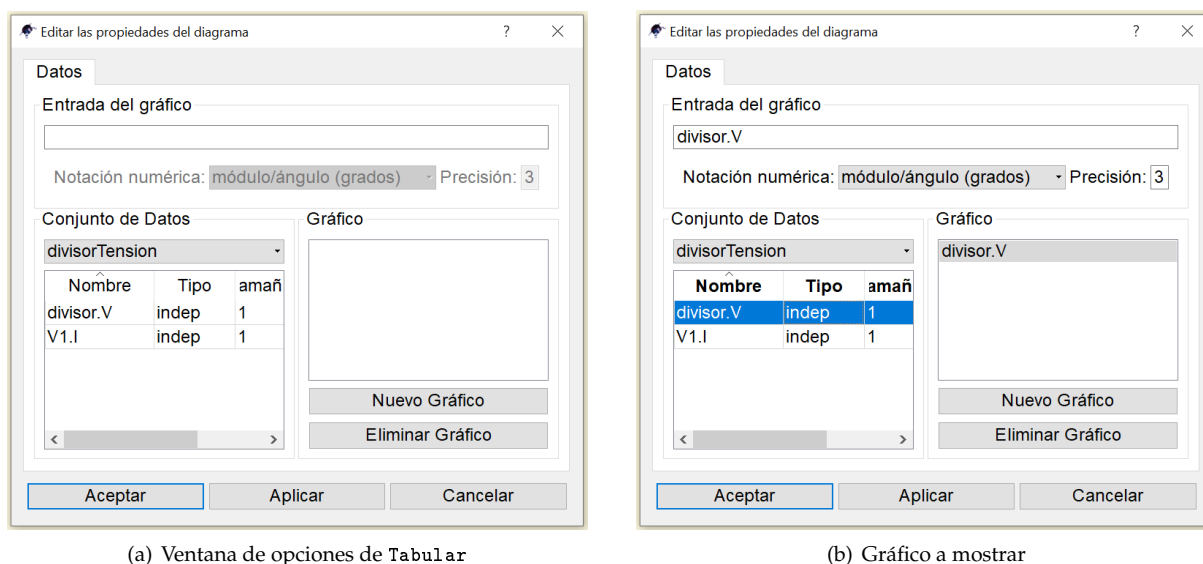 Editar las propiedades del diagrama ? ×
Datos
Entrada del gráfico
Notación numérica: módulo/ángulo (grados) Precisión: 3
Conjunto de Datos
divisorTension
Nombre Tipo amañ
divisor.V indep 1
V1.I indep 1
Gráfico
Nuevo Gráfico
Eliminar Gráfico
Aceptar Aplicar Cancelar
(a) Ventana de opciones de Tabular
Editar las propiedades del diagrama ? ×
Datos
Entrada del gráfico
divisor.V
Notación numérica: módulo/ángulo (grados) Precisión: 3
Conjunto de Datos
divisorTension
Nombre Tipo amañ
divisor.V indep 1
V1.I indep 1
Gráfico
divisor.V
Nuevo Gráfico
Eliminar Gráfico
Aceptar Aplicar Cancelar
(b) Gráfico a mostrar